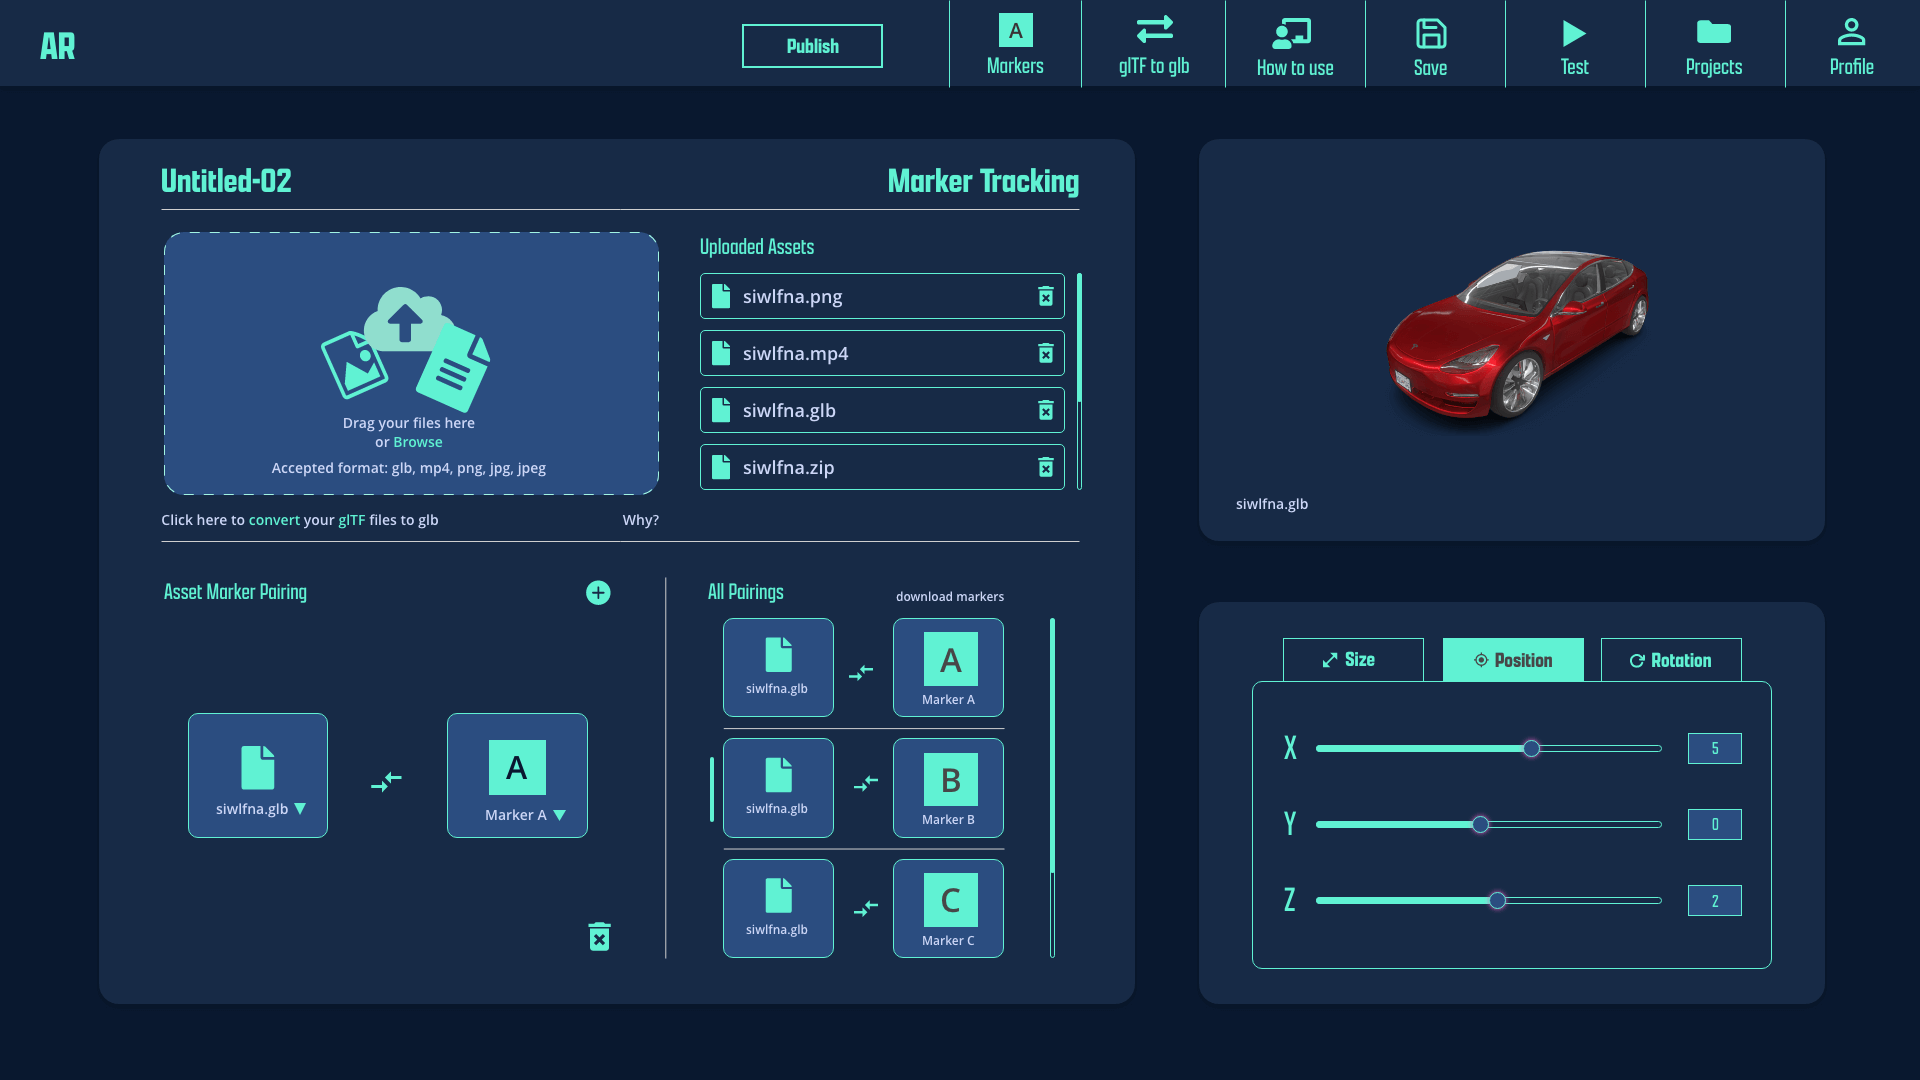 AR
Publish
A
Markers
glTF to glb
How to use
Save
Test
Projects
Profile
Untitled-02
Marker Tracking
Drag your files here
or Browse
Accepted format: glb, mp4, png, jpg, jpeg
Uploaded Assets
siwlfna.png
siwlfna.mp4
siwlfna.glb
siwlfna.zip
Click here to convert your glTF files to glb
Why?
Asset Marker Pairing
siwlfna.glb
A
Marker A
All Pairings
download markers
siwlfna.glb
A
Marker A
siwlfna.glb
B
Marker B
siwlfna.glb
C
Marker C
siwlfna.glb
Size
Position
Rotation
X
5
Y
0
Z
2